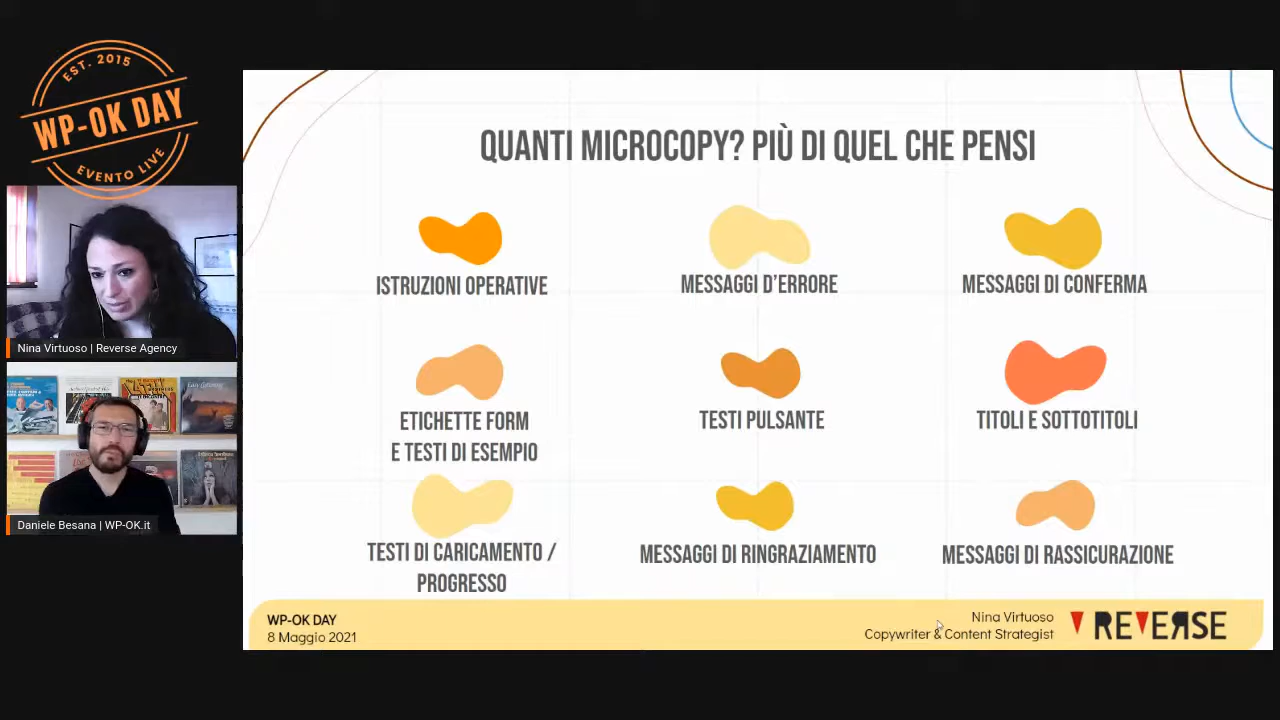 EST. 2015
WP-OK DAY
EVENTO LIVE
Nina Virtuoso | Reverse Agency
Daniele Besana | WP-OK.it
QUANTI MICROCOPY? PIÙ DI QUEL CHE PENSI
ISTRUZIONI OPERATIVE
MESSAGGI D'ERRORE
MESSAGGI DI CONFERMA
ETICHETTE FORM
E TESTI DI ESEMPIO
TESTI PULSANTE
TITOLI E SOTTOTITOLI
TESTI DI CARICAMENTO /
PROGRESSO
MESSAGGI DI RINGRAZIAMENTO
MESSAGGI DI RASSICURAZIONE
WP-OK DAY
8 Maggio 2021
Nina Virtuoso
Copywriter & Content Strategist
REVERSE